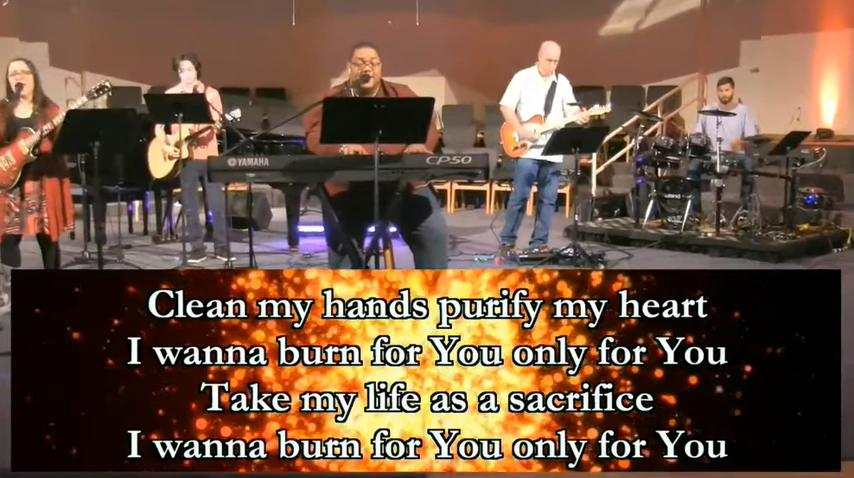 YAMAHA
CP50
Roland
Clean my hands purify my heart
I wanna burn for You only for You
Take my life as a sacrifice
I wanna burn for You only for You